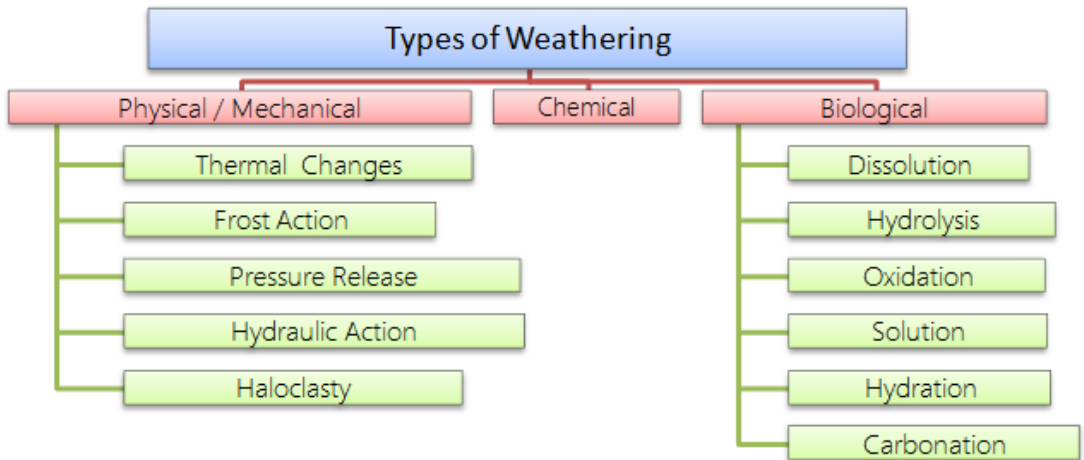 Types of Weathering
Physical / Mechanical
Chemical
Biological
Thermal Changes
Frost Action
Pressure Release
Hydraulic Action
Haloclasty
Dissolution
Hydrolysis
Oxidation
Solution
Hydration
Carbonation